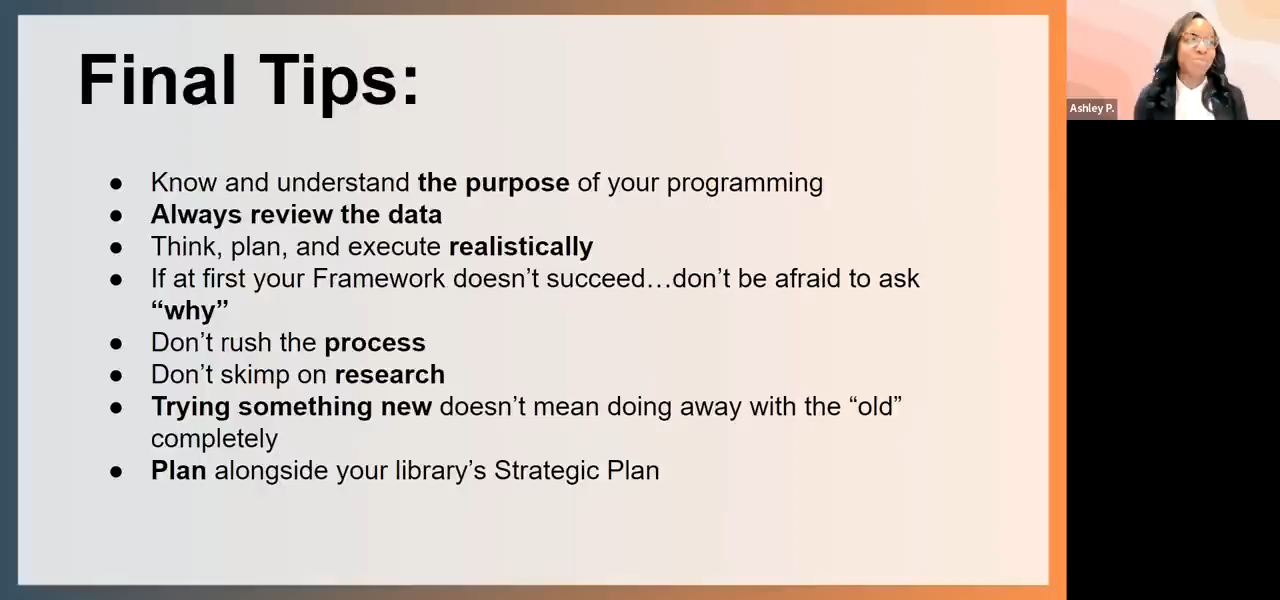 Final Tips:
● Know and understand the purpose of your programming
● Always review the data
● Think, plan, and execute realistically
● If at first your Framework doesn’t succeed…don’t be afraid to ask
“why”
● Don’t rush the process
● Don’t skimp on research
● Trying something new doesn’t mean doing away with the “old”
completely
● Plan alongside your library’s Strategic Plan
Ashley P.